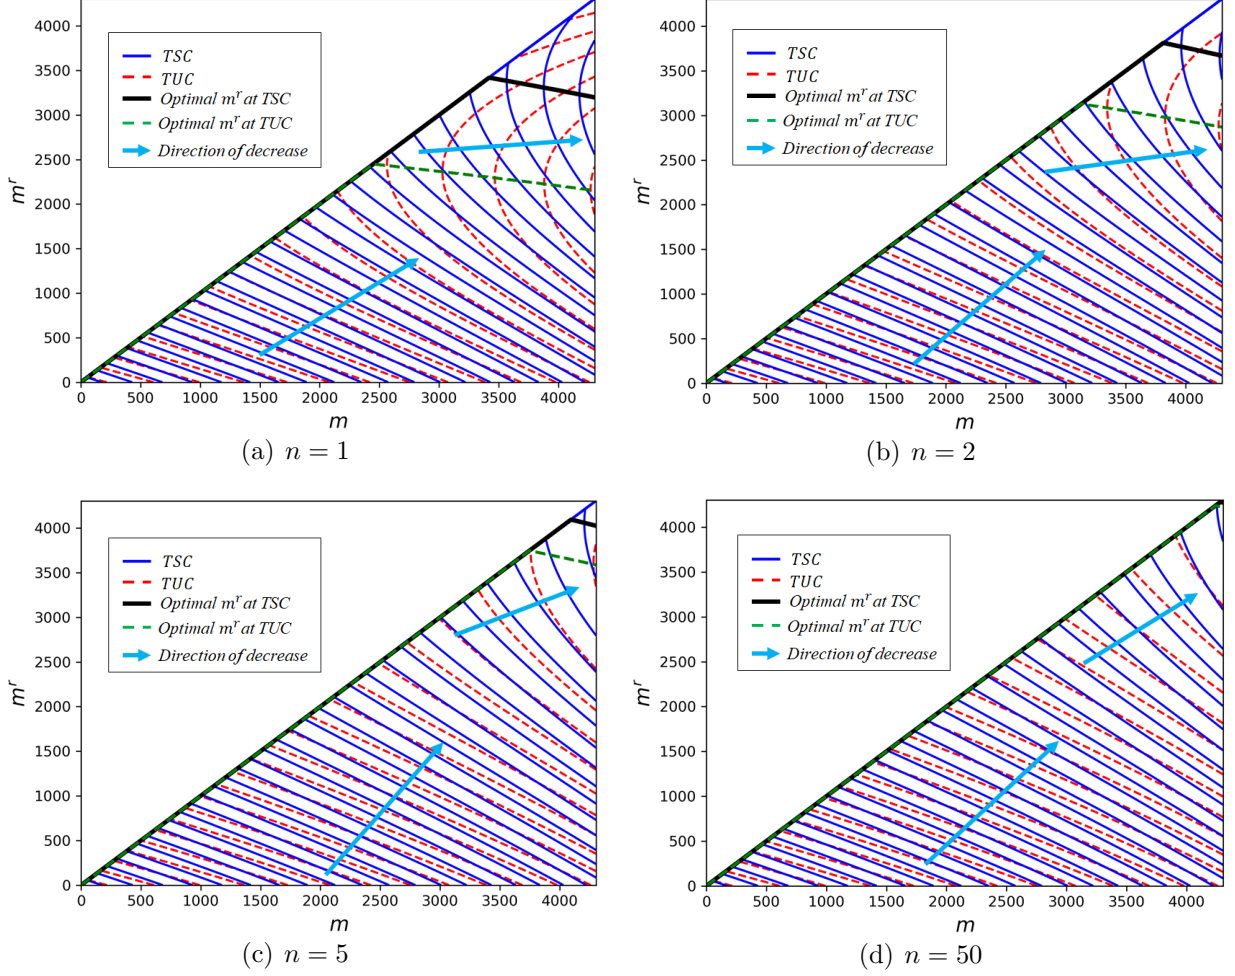 4000
3500
3000
2500
2000
1500
1000
500
0
m^r
TSC
TUC
Optimal m^r at TSC
Optimal m^r at TUC
Direction of decrease
0 500 1000 1500 2000 2500 3000 3500 4000
m
(a) n = 1
4000
3500
3000
2500
2000
1500
1000
500
0
m^r
TSC
TUC
Optimal m^r at TSC
Optimal m^r at TUC
Direction of decrease
0 500 1000 1500 2000 2500 3000 3500 4000
m
(b) n = 2
4000
3500
3000
2500
2000
1500
1000
500
0
m^r
TSC
TUC
Optimal m^r at TSC
Optimal m^r at TUC
Direction of decrease
0 500 1000 1500 2000 2500 3000 3500 4000
m
(c) n = 5
4000
3500
3000
2500
2000
1500
1000
500
0
m^r
TSC
TUC
Optimal m^r at TSC
Optimal m^r at TUC
Direction of decrease
0 500 1000 1500 2000 2500 3000 3500 4000
m
(d) n = 50